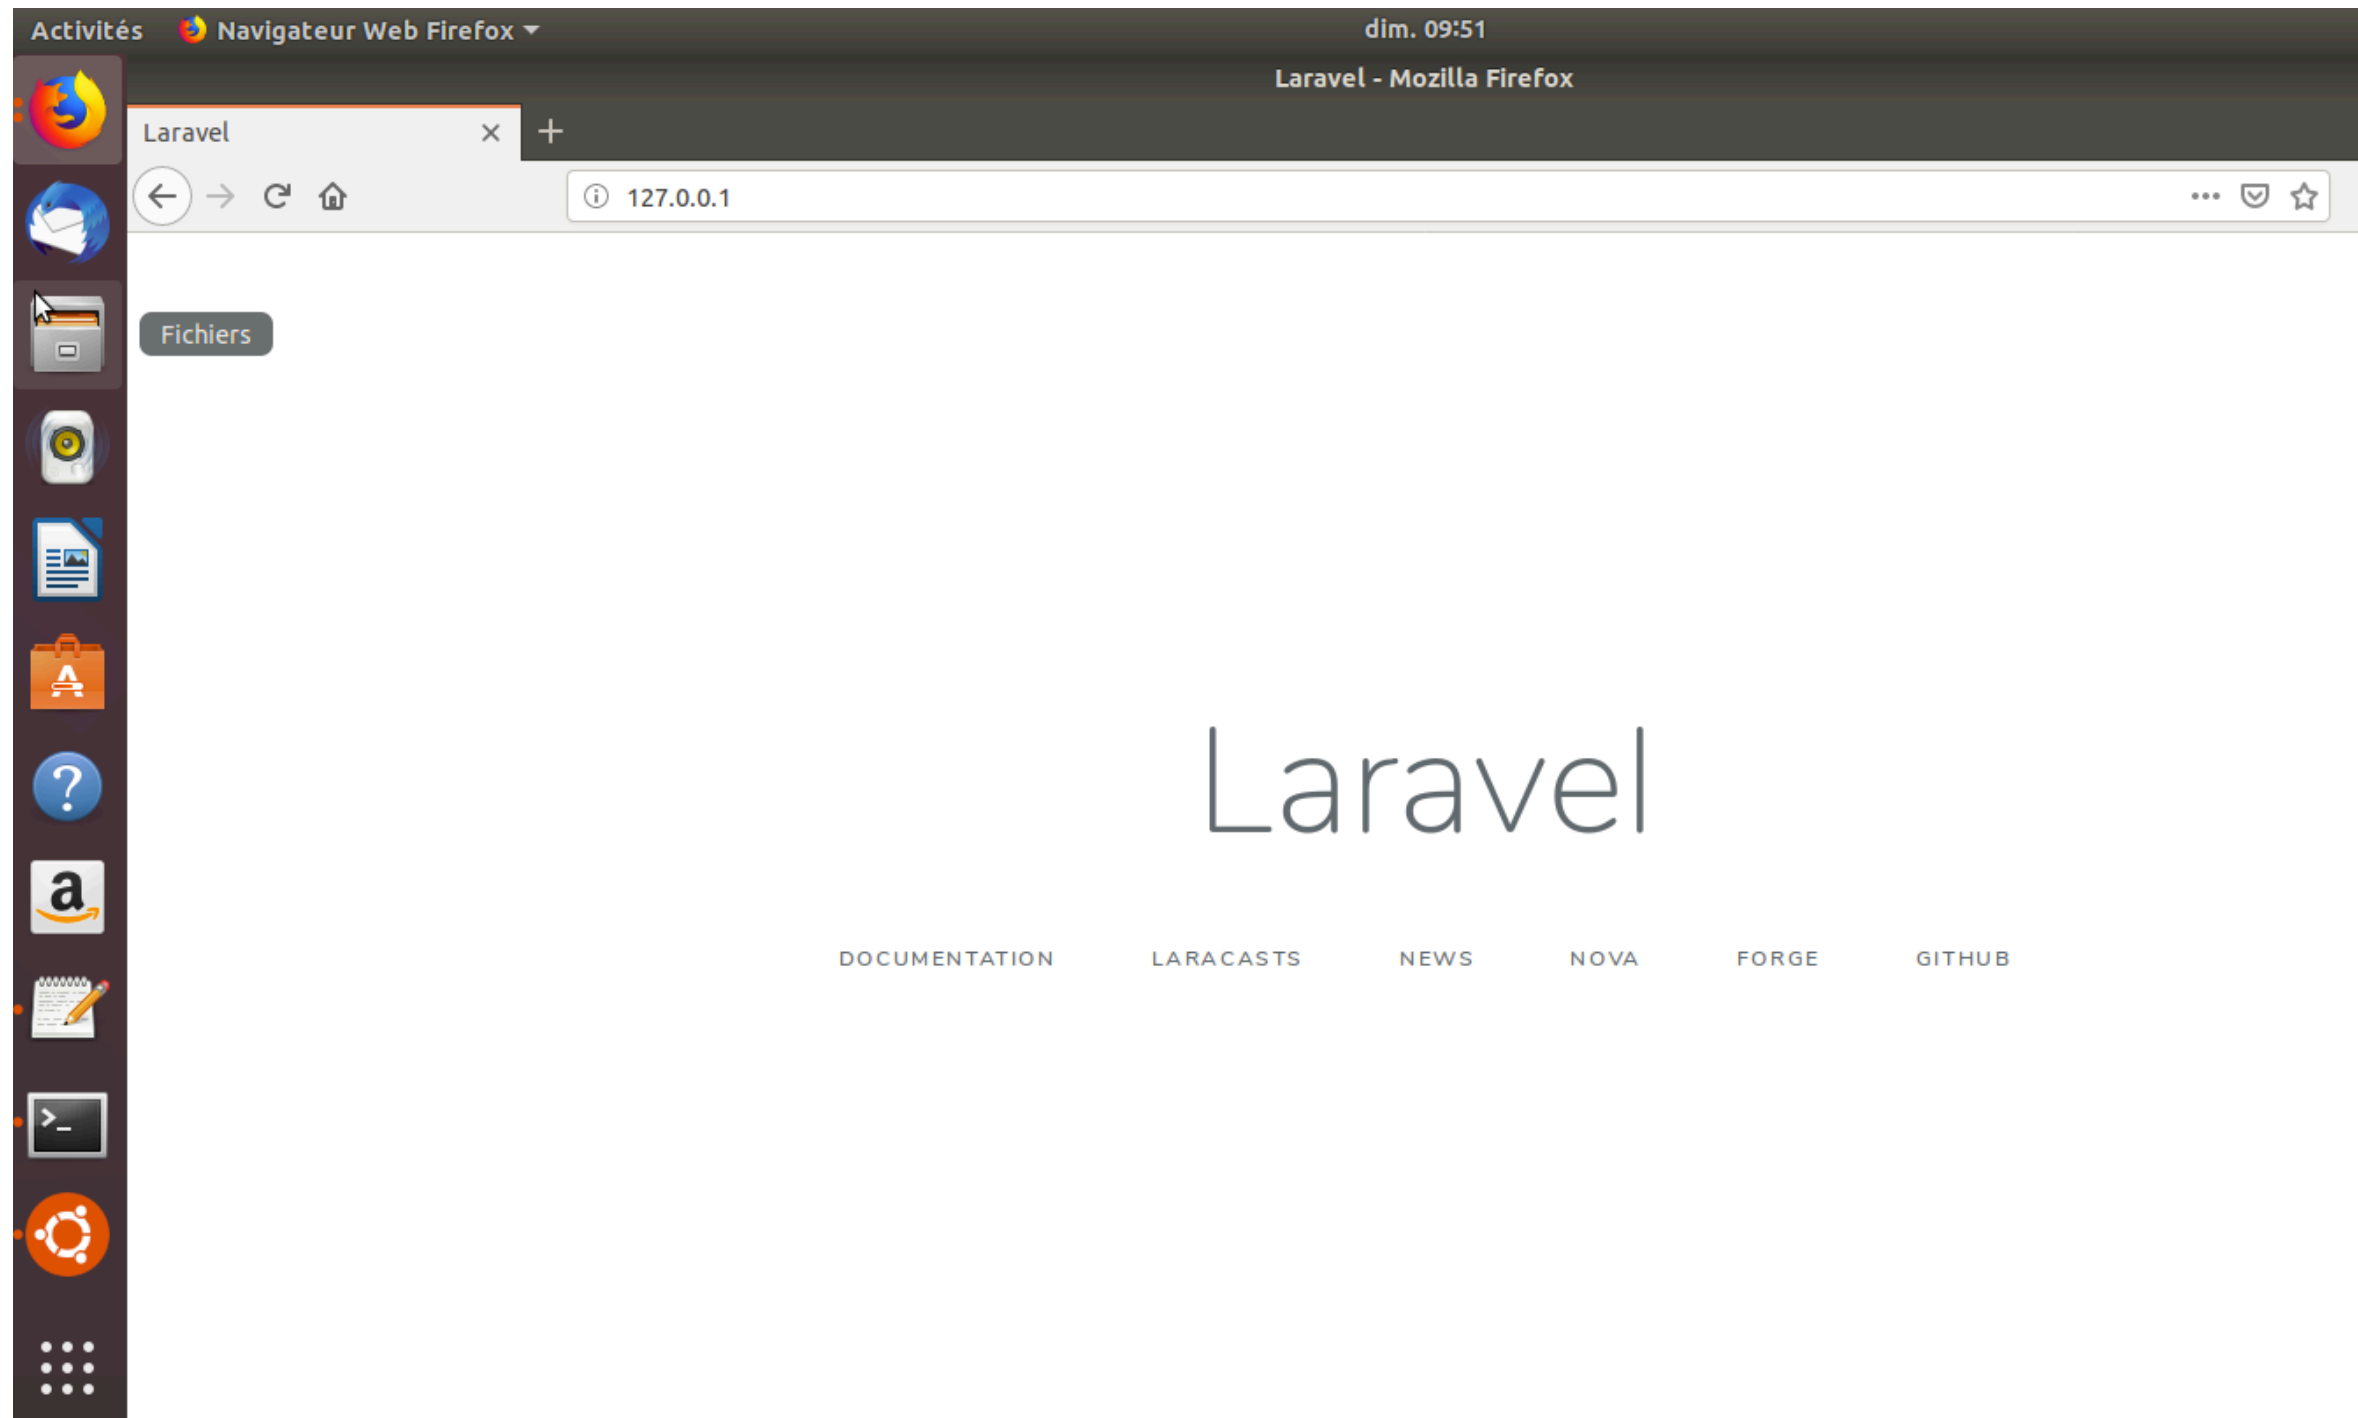 Activités Navigateur Web Firefox dim. 09:51
Laravel - Mozilla Firefox
Laravel
127.0.0.1
Fichiers
Laravel
DOCUMENTATION LARACASTS NEWS NOVA FORGE GITHUB